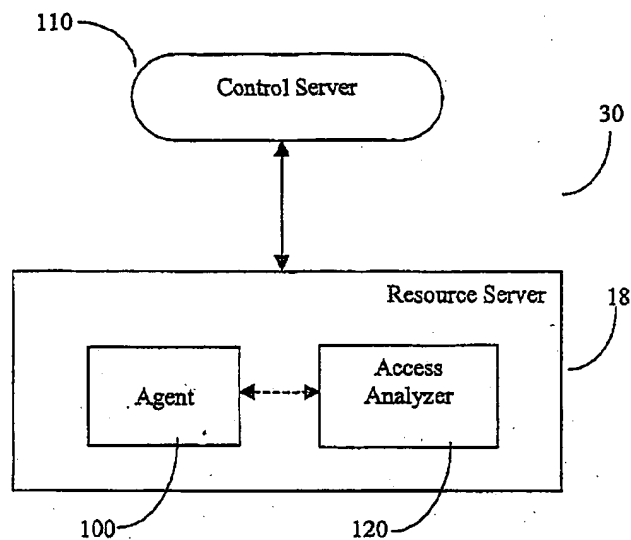 110
Control Server
30
Resource Server
18
Agent
Access
Analyzer
100
120